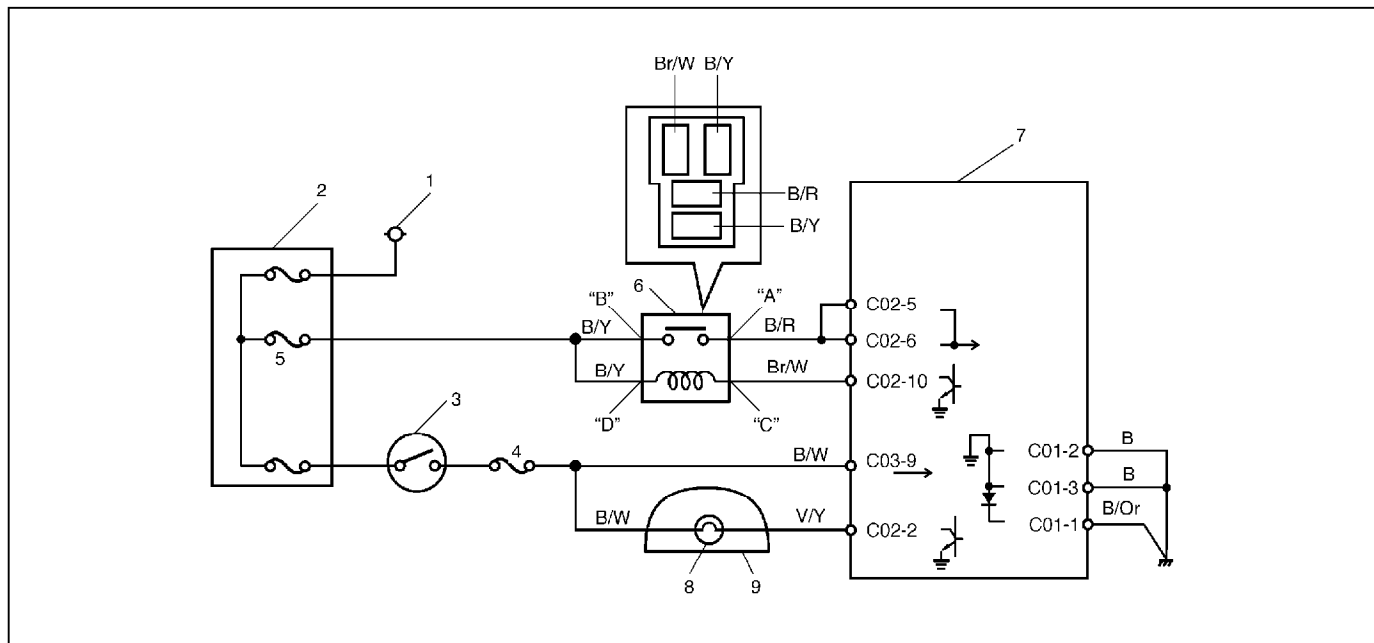 Br/W B/Y
7
2
1
B/R
B/Y
6
"B"
"A"
C02-5
B/Y
B/R
C02-6
5
B/Y
Br/W
C02-10
"D"
"C"
3
4
B/W
C03-9
C01-2
B
C01-3
B
B/W
V/Y
C02-2
C01-1
B/Or
8
9